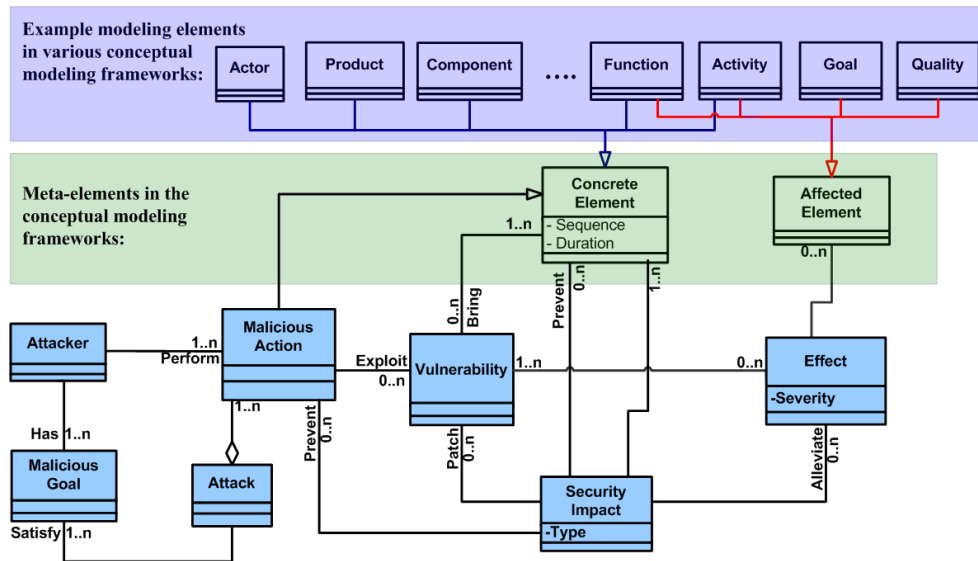 Example modeling elements
in various conceptual
modeling frameworks:
Actor
Product
Component
....
Function
Activity
Goal
Quality
Meta-elements in the
conceptual modeling
frameworks:
Concrete
Element
- Sequence
- Duration
Affected
Element
1..n
0..n
Bring
Prevent
0..n
1..n
0..n
Attacker
1..n
Perform
Malicious
Action
Exploit
0..n
Vulnerability
1..n
0..n
Effect
-Severity
Has
1..n
1..n
Prevent
0..n
Patch
0..n
Alleviate
0..n
Malicious
Goal
Attack
Security
Impact
-Type
Satisfy
1..n